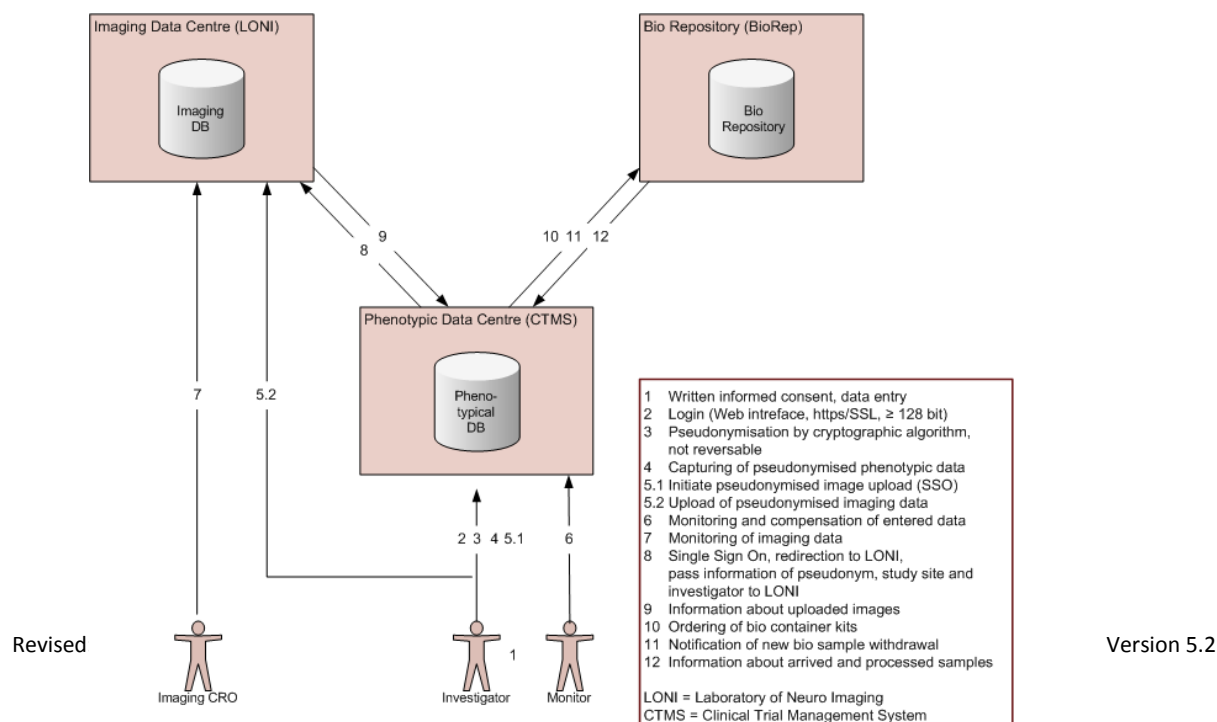 Imaging Data Centre (LONI)
Imaging
DB
Bio Repository (BioRep)
Bio
Repository
9
8
10 11 12
Phenotypic Data Centre (CTMS)
Pheno-
typical
DB
7
5.2
2 3 4 5.1
6
1 Written informed consent, data entry
2 Login (Web intreface, https/SSL, ≥ 128 bit)
3 Pseudonymisation by cryptographic algorithm,
not reversable
4 Capturing of pseudonymised phenotypic data
5.1 Initiate pseudonymised image upload (SSO)
5.2 Upload of pseudonymised imaging data
6 Monitoring and compensation of entered data
7 Monitoring of imaging data
8 Single Sign On, redirection to LONI,
pass information of pseudonym, study site and
investigator to LONI
9 Information about uploaded images
10 Ordering of bio container kits
11 Notification of new bio sample withdrawal
12 Information about arrived and processed samples
LONI = Laboratory of Neuro Imaging
CTMS = Clinical Trial Management System
Revised
Version 5.2
1
Imaging CRO
Investigator
Monitor